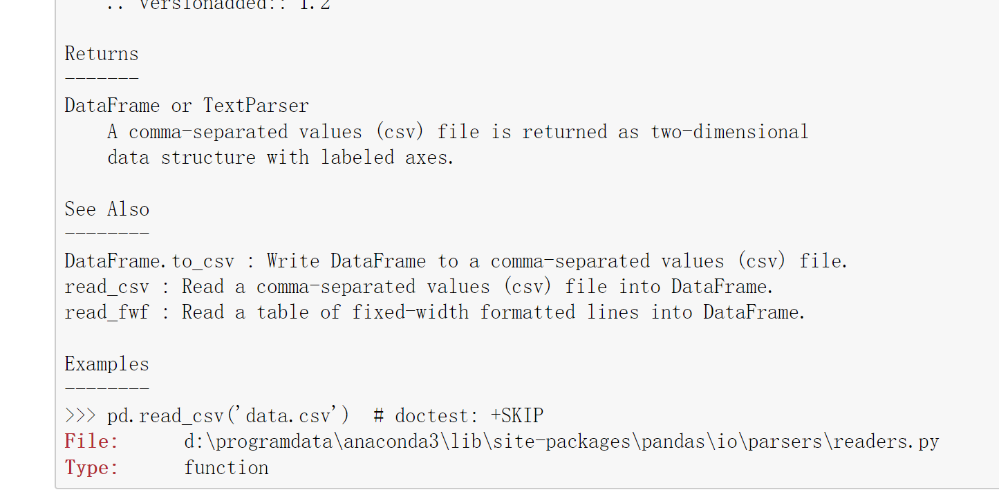 .. versionadded:: 1.2
Returns
-------
DataFrame or TextParser
A comma-separated values (csv) file is returned as two-dimensional
data structure with labeled axes.
See Also
--------
DataFrame.to_csv : Write DataFrame to a comma-separated values (csv) file.
read_csv : Read a comma-separated values (csv) file into DataFrame.
read_fwf : Read a table of fixed-width formatted lines into DataFrame.
Examples
--------
>>> pd.read_csv('data.csv')  # doctest: +SKIP
File:      d:\programdata\anaconda3\lib\site-packages\pandas\io\parsers\readers.py
Type:      function